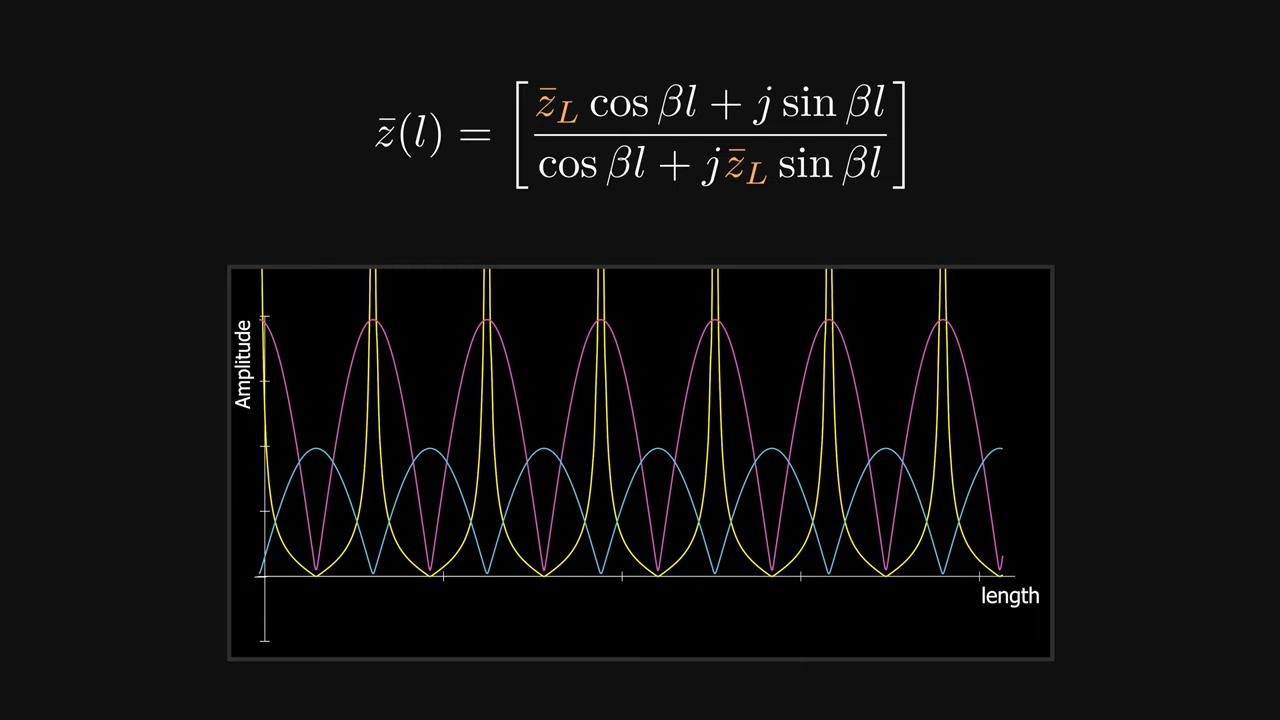 z̄(l) = [ (z̄_L cos βl + j sin βl) / (cos βl + j z̄_L sin βl) ]
Amplitude
length